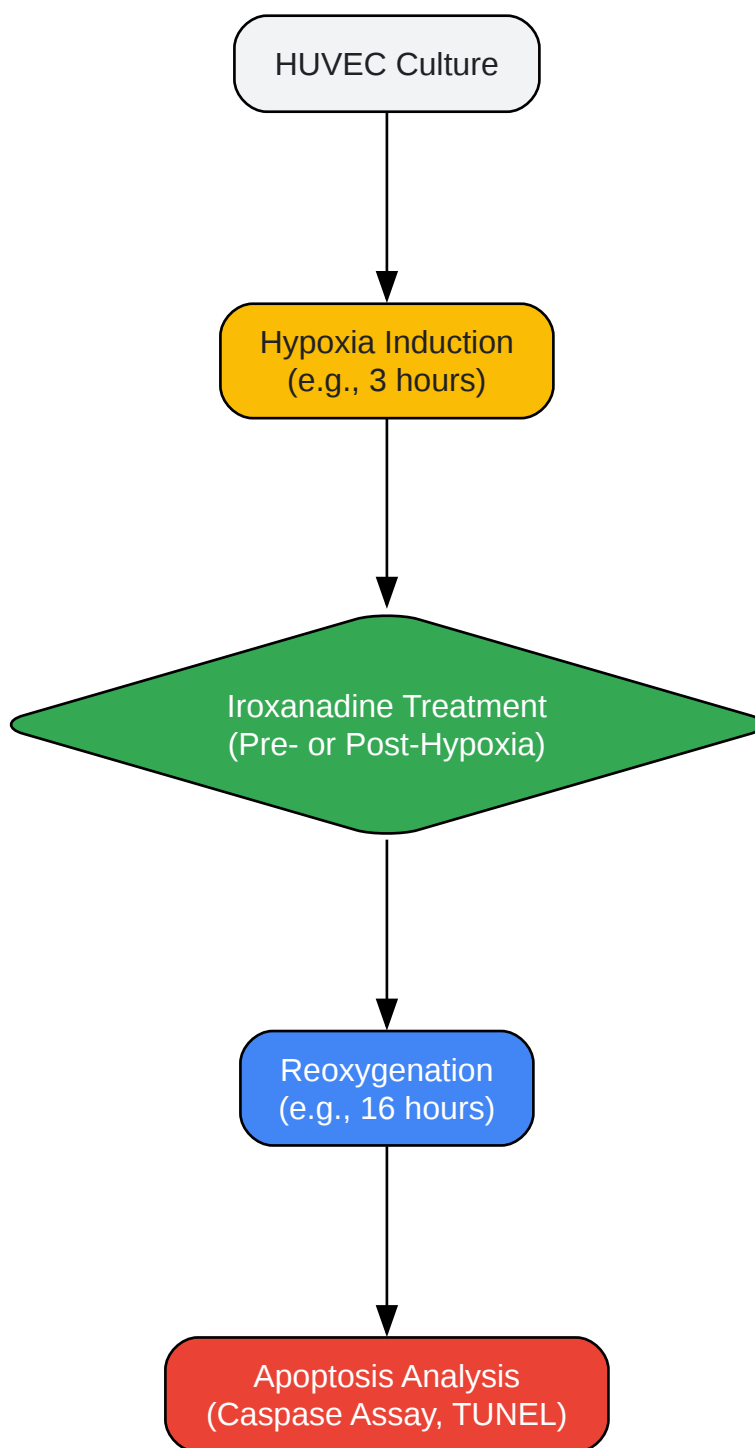 HUVEC Culture
Hypoxia Induction
(e.g., 3 hours)
Iroxanadine Treatment
(Pre- or Post-Hypoxia)
Reoxygenation
(e.g., 16 hours)
Apoptosis Analysis
(Caspase Assay, TUNEL)